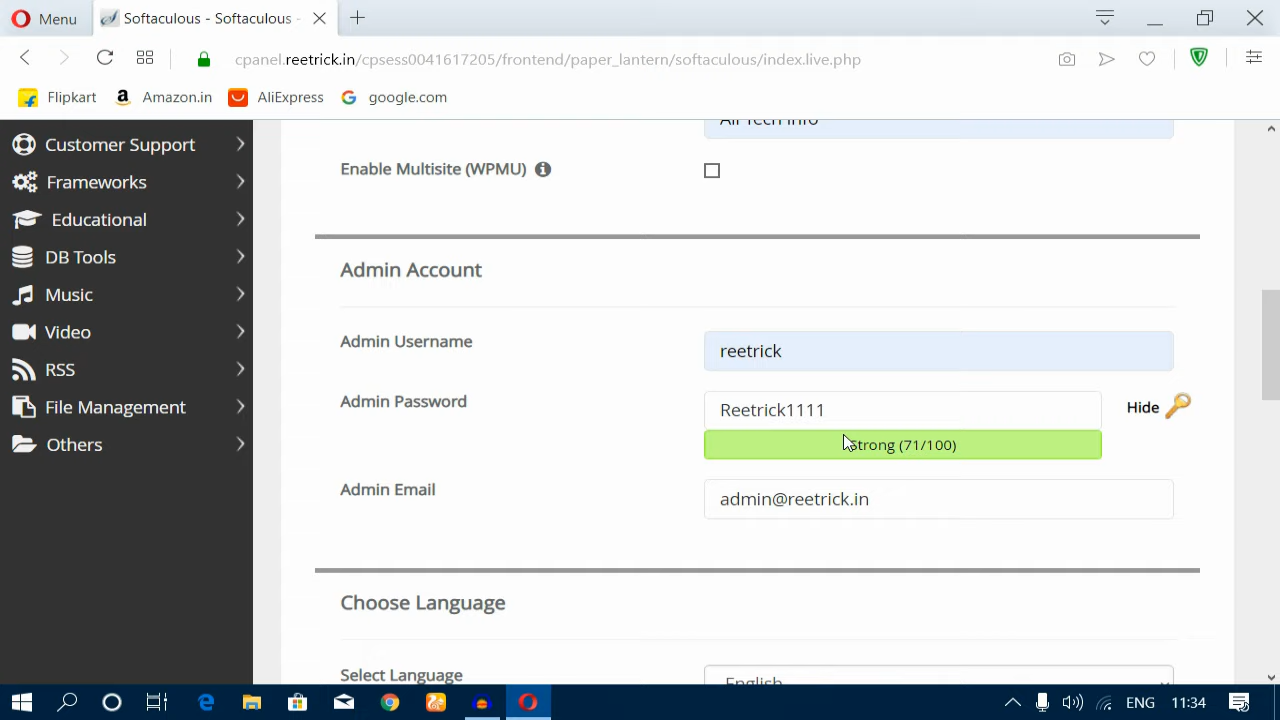 Menu
Softaculous - Softaculous -
cpanel.reetrick.in/cpsess0041617205/frontend/paper_lantern/softaculous/index.live.php
Flipkart
Amazon.in
AliExpress
google.com
Customer Support
Frameworks
Educational
DB Tools
Music
Video
RSS
File Management
Others
All Tech Info
Enable Multisite (WPMU)
Admin Account
Admin Username
reetrick
Admin Password
Reetrick1111
Hide
Strong (71/100)
Admin Email
admin@reetrick.in
Choose Language
Select Language
English
ENG
11:34